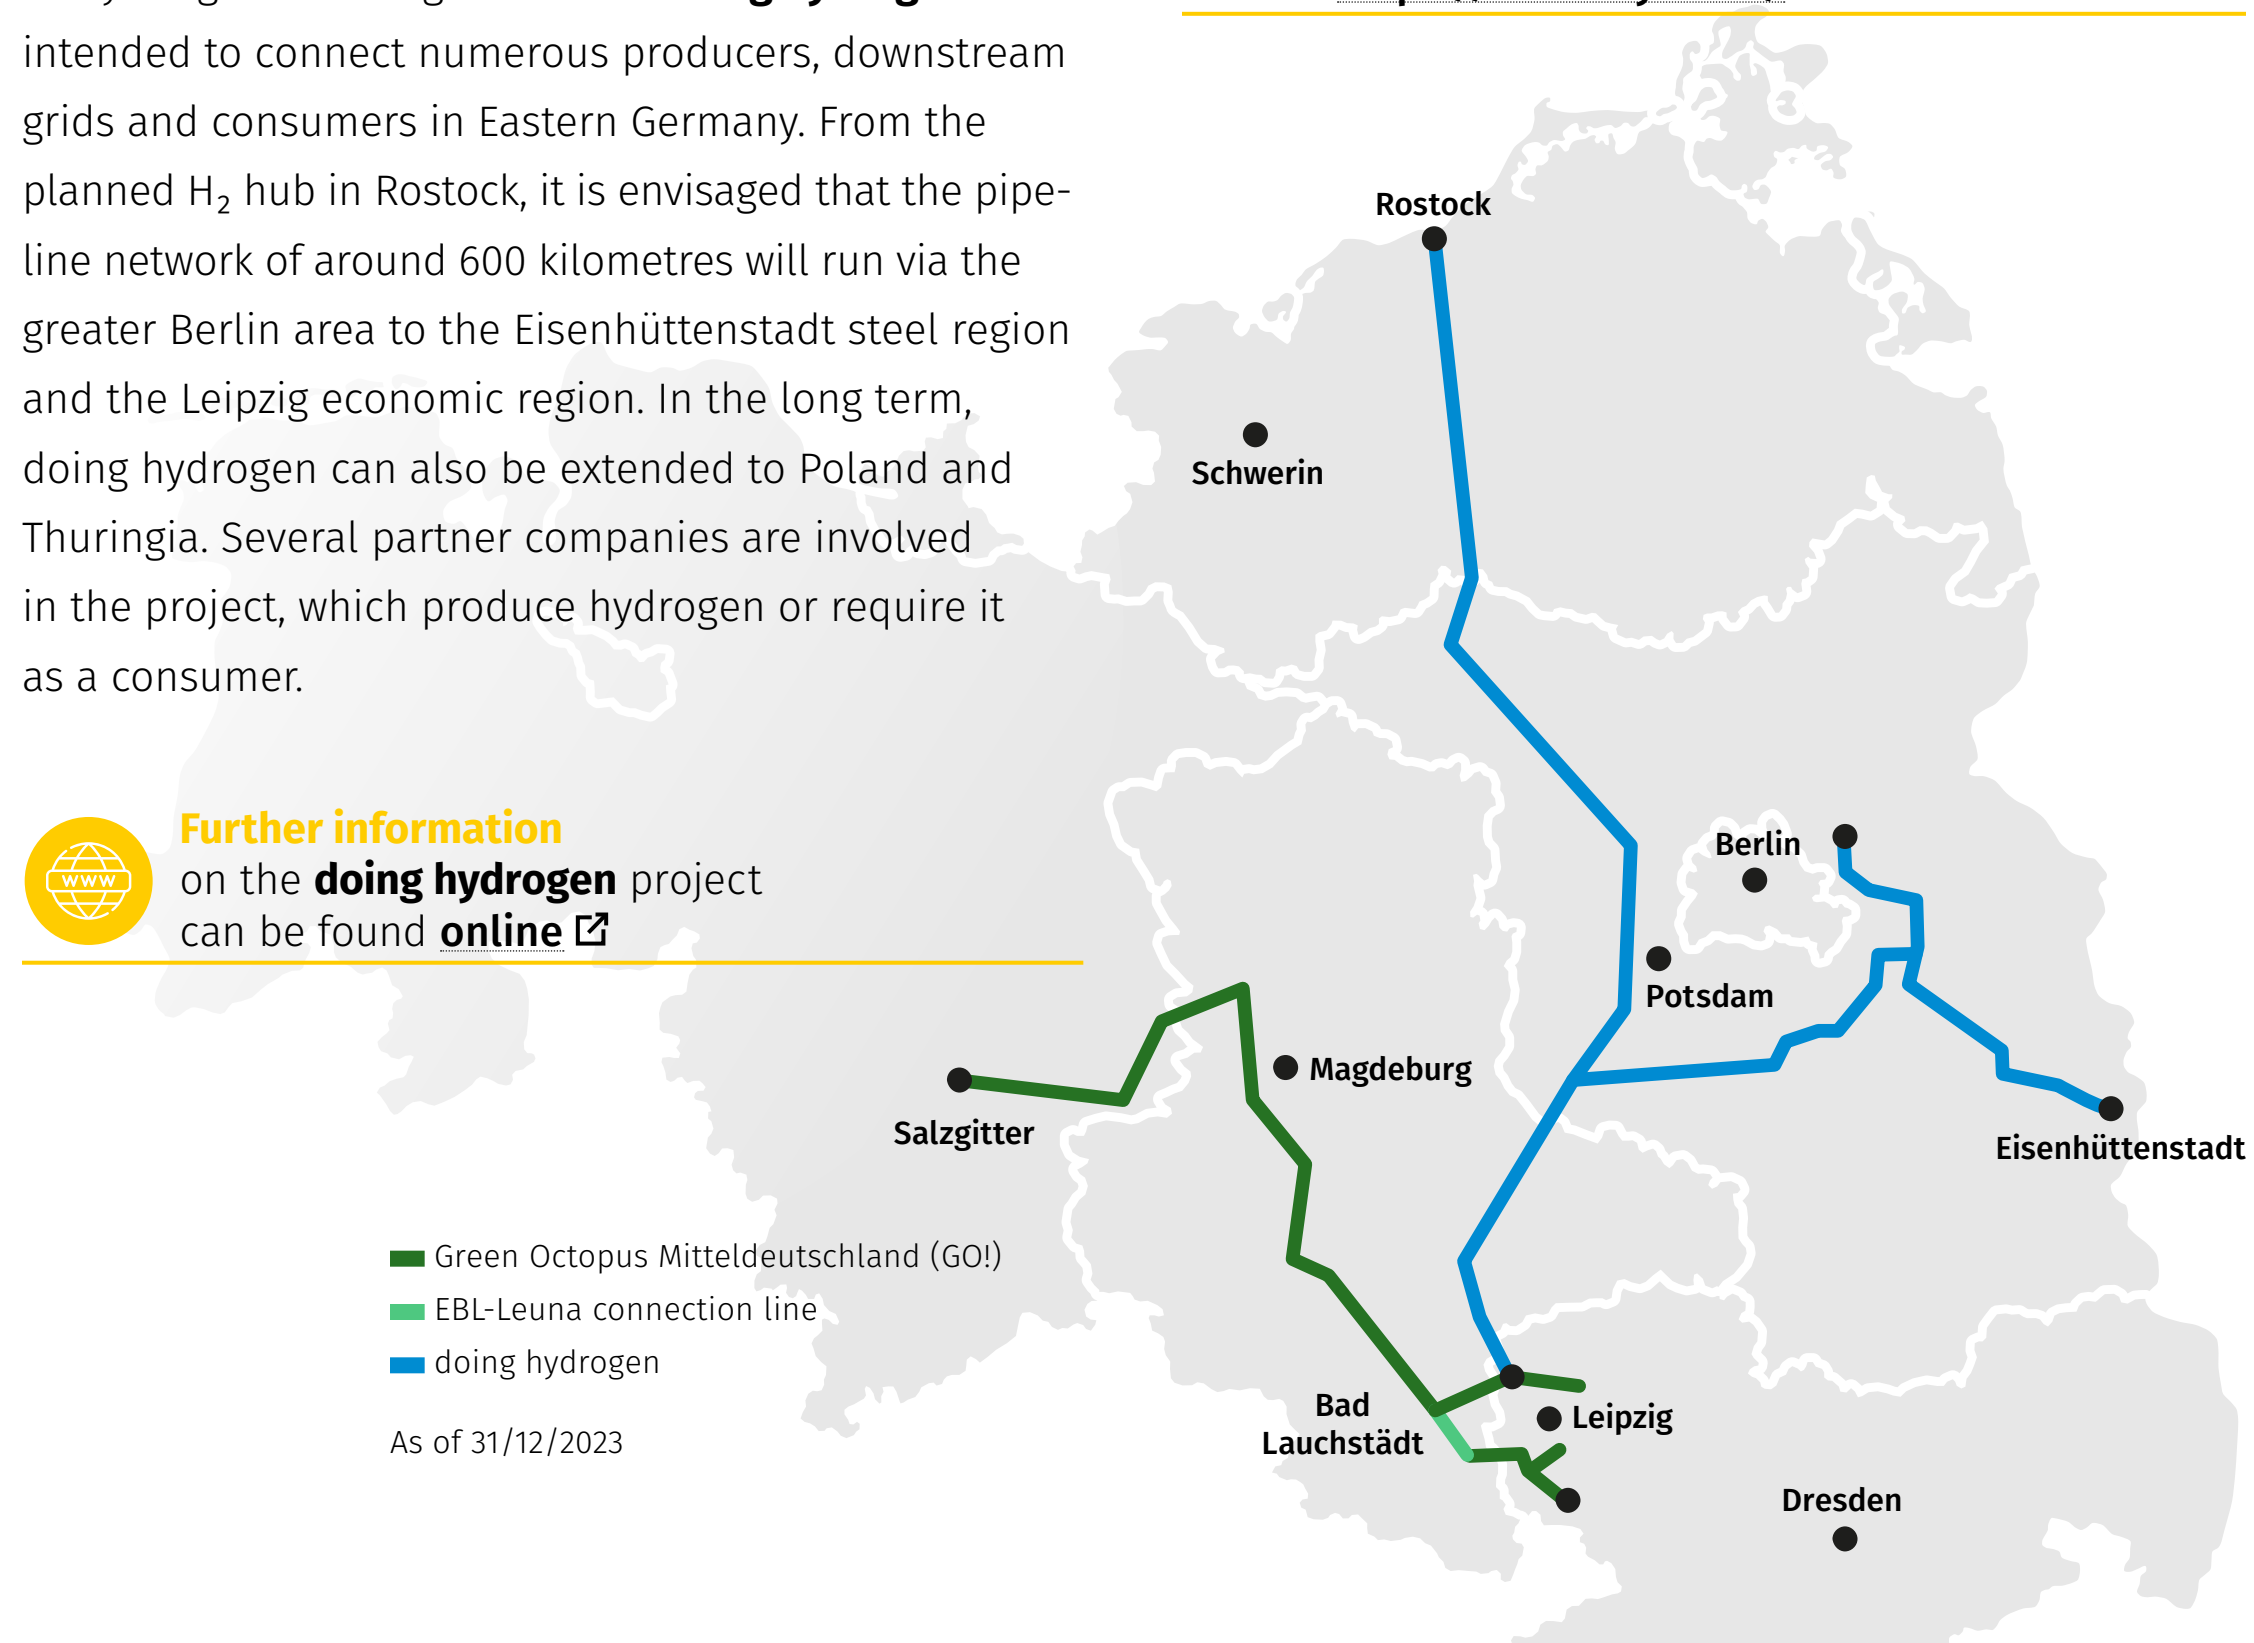 intended to connect numerous producers, downstream
grids and consumers in Eastern Germany. From the
planned H₂ hub in Rostock, it is envisaged that the pipe-
line network of around 600 kilometres will run via the
greater Berlin area to the Eisenhüttenstadt steel region
and the Leipzig economic region. In the long term,
doing hydrogen can also be extended to Poland and
Thuringia. Several partner companies are involved
in the project, which produce hydrogen or require it
as a consumer.
WWW
Further information
on the doing hydrogen project
can be found online
Green Octopus Mitteldeutschland (GO!)
EBL-Leuna connection line
doing hydrogen
As of 31/12/2023
Rostock
Schwerin
Berlin
Potsdam
Magdeburg
Salzgitter
Eisenhüttenstadt
Bad
Lauchstädt
Leipzig
Dresden